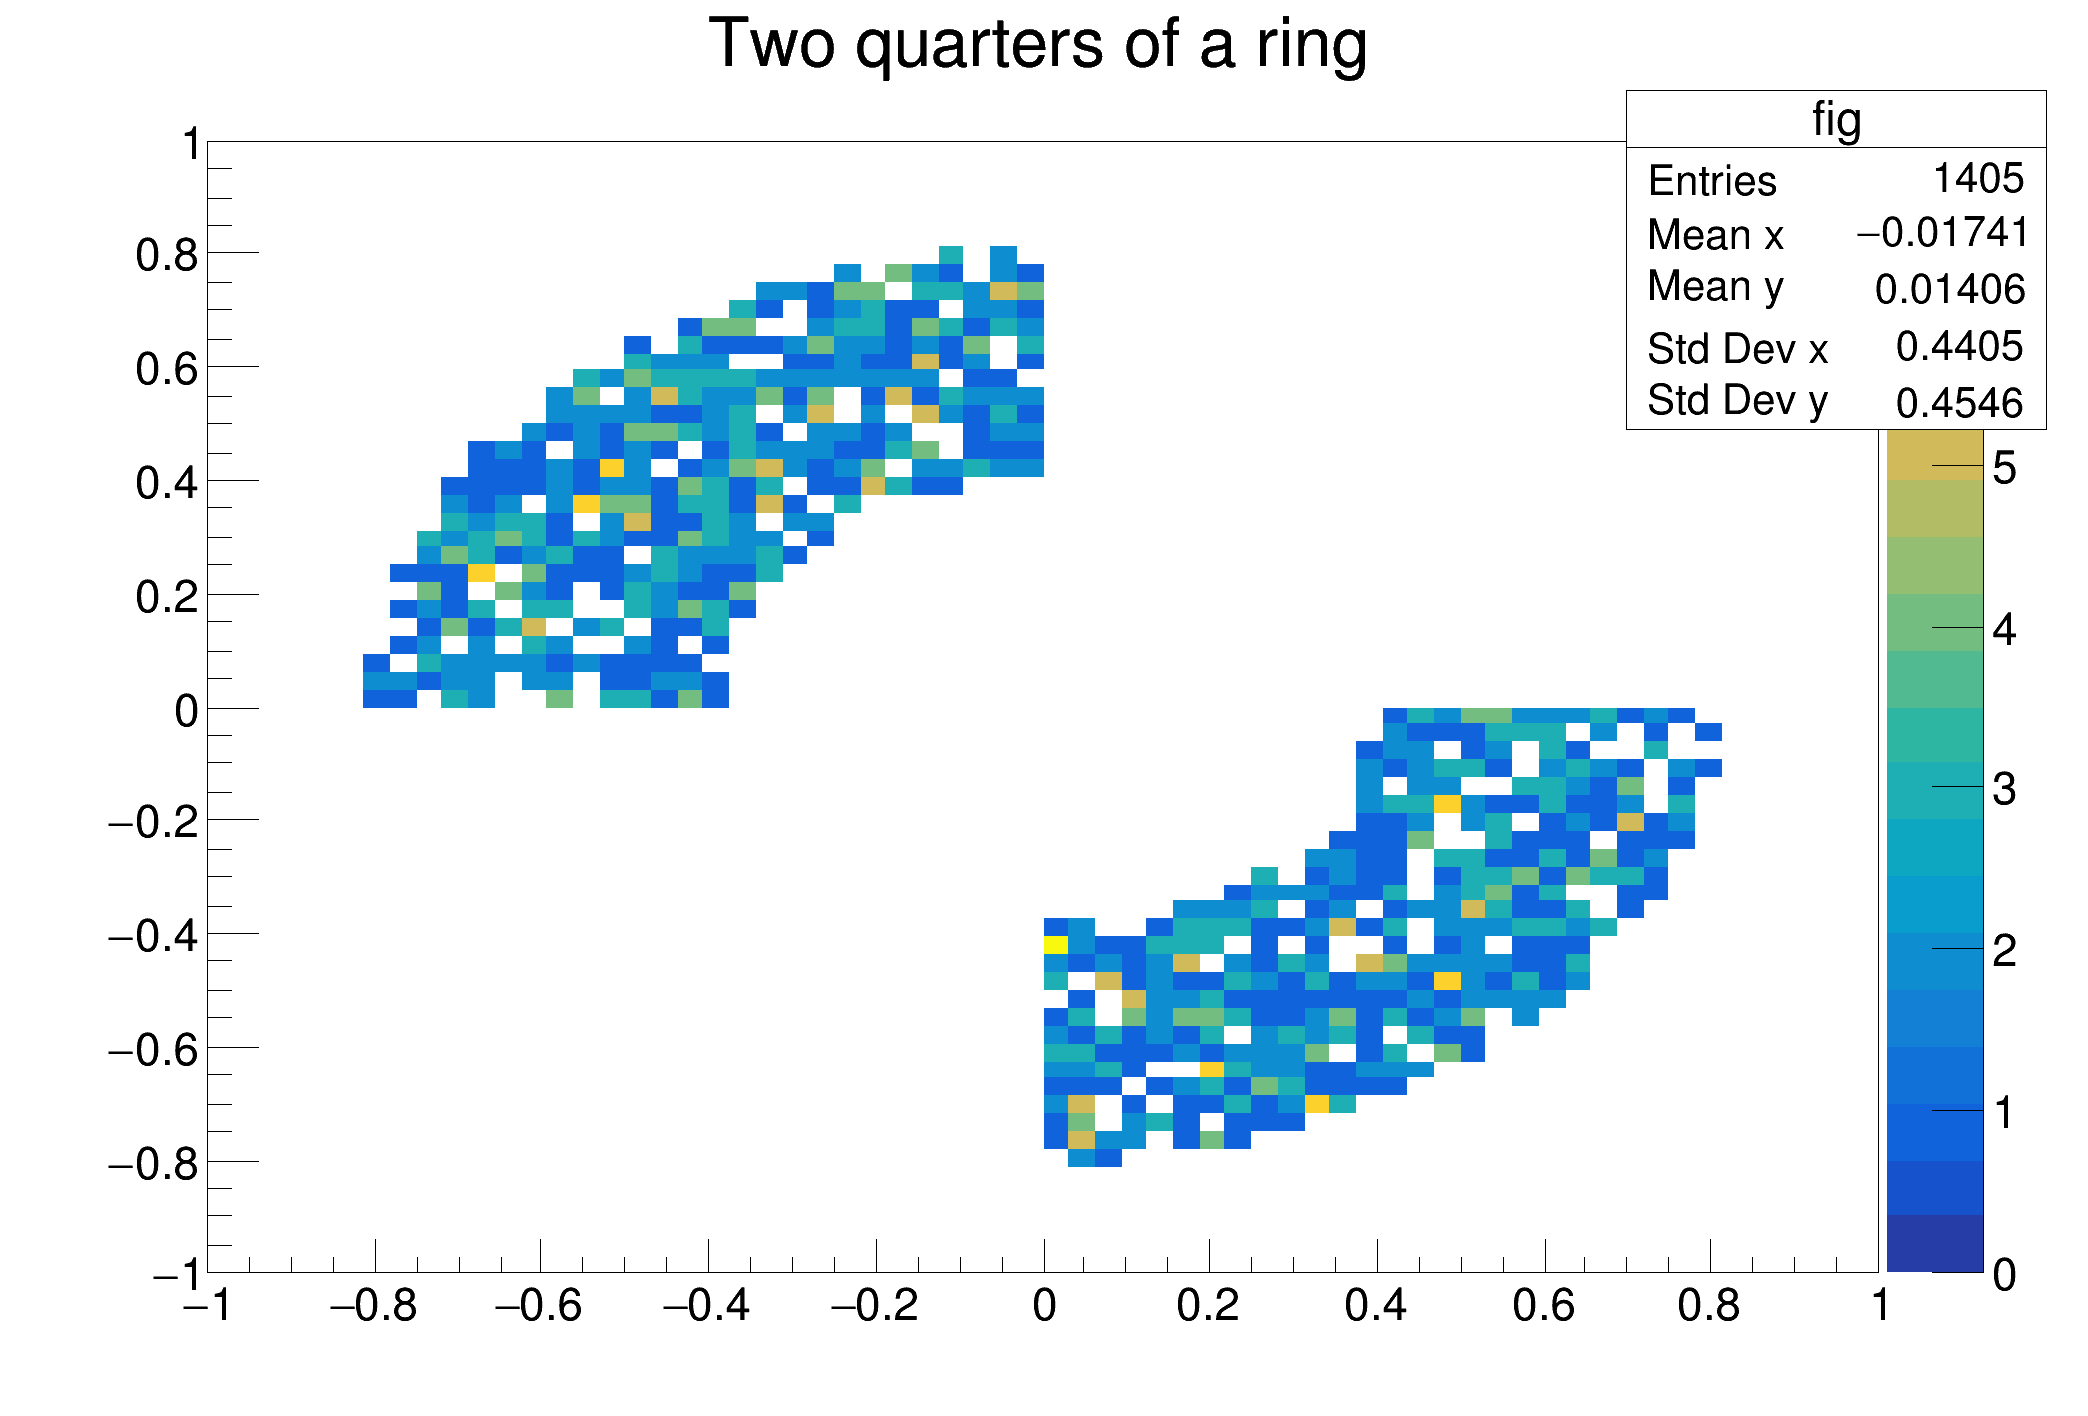 Two quarters of a ring
fig
Entries 1405
Mean x −0.01741
Mean y 0.01406
Std Dev x 0.4405
Std Dev y 0.4546
1
0.8
0.6
0.4
0.2
0
−0.2
−0.4
−0.6
−0.8
−1
−1 −0.8 −0.6 −0.4 −0.2 0 0.2 0.4 0.6 0.8 1
5
4
3
2
1
0